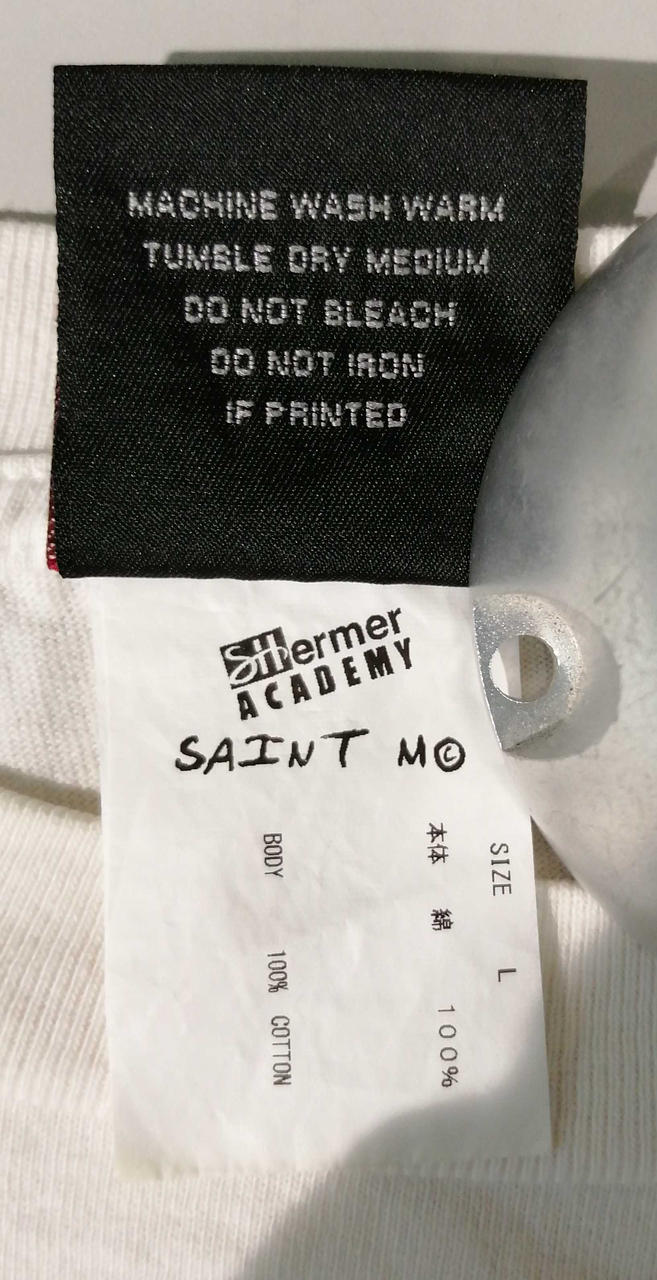 MACHINE WASH WARM
TUMBLE DRY MEDIUM
DO NOT BLEACH
DO NOT IRON
IF PRINTED
SHermer
ACADEMY
SAINT M©
SIZE L
本体 綿 100%
BODY 100% COTTON